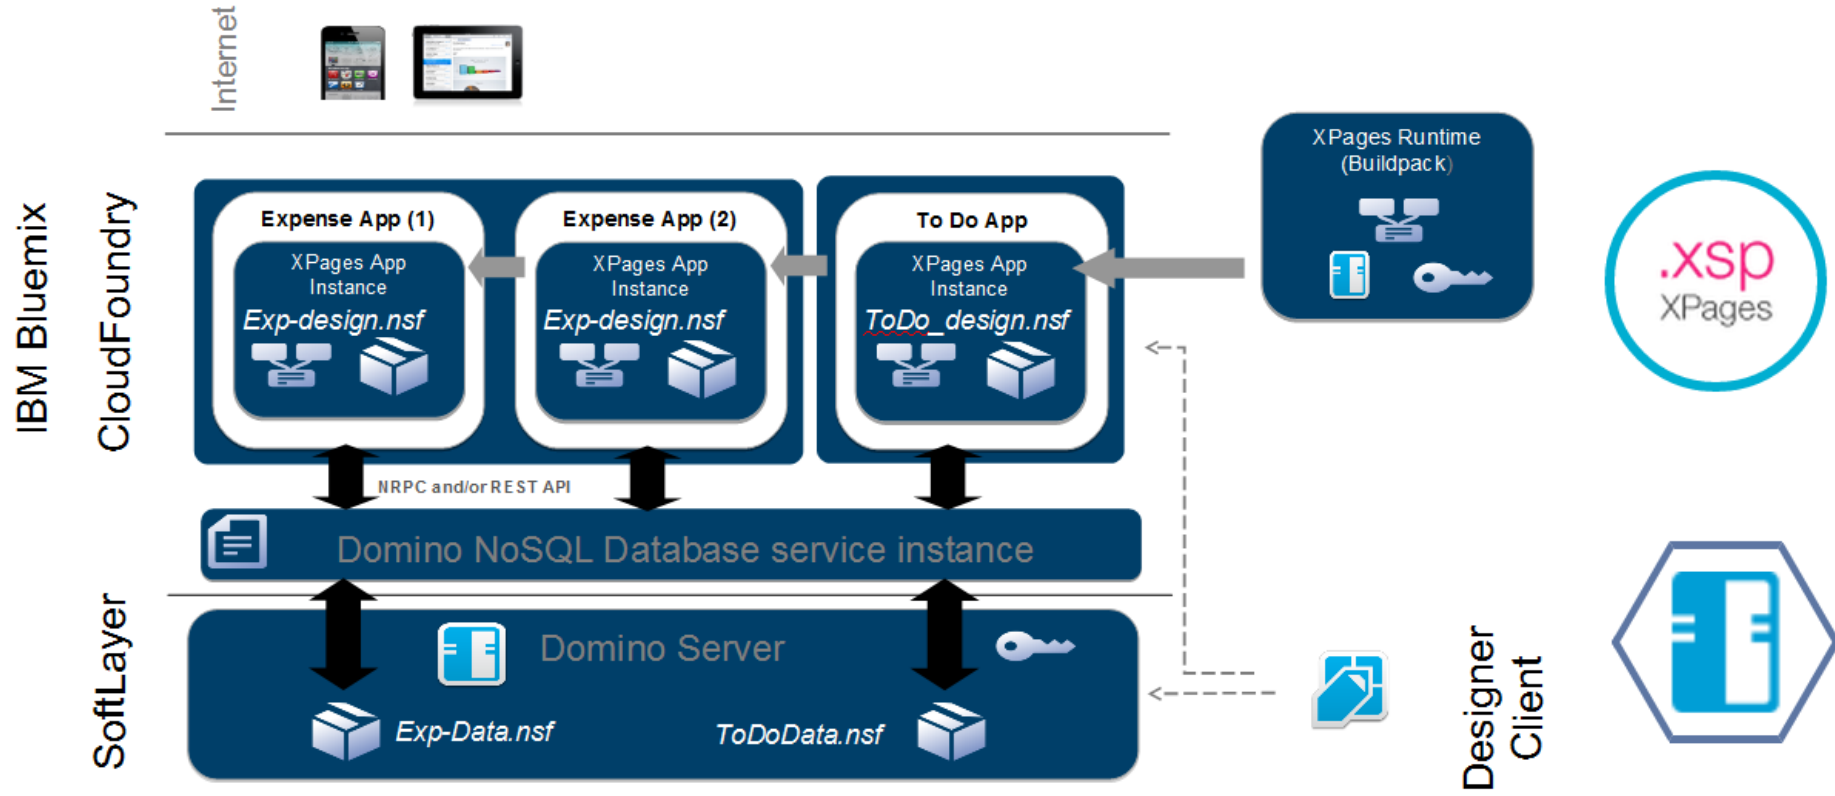 Internet
IBM Bluemix
CloudFoundry
XPages Runtime
(Buildpack)
Expense App (1)
XPages App
Instance
Exp-design.nsf
Expense App (2)
XPages App
Instance
Exp-design.nsf
To Do App
XPages App
Instance
ToDo_design.nsf
.xsp
XPages
NRPC and/or REST API
Domino NoSQL Database service instance
SoftLayer
Domino Server
Exp-Data.nsf
ToDoData.nsf
Designer
Client